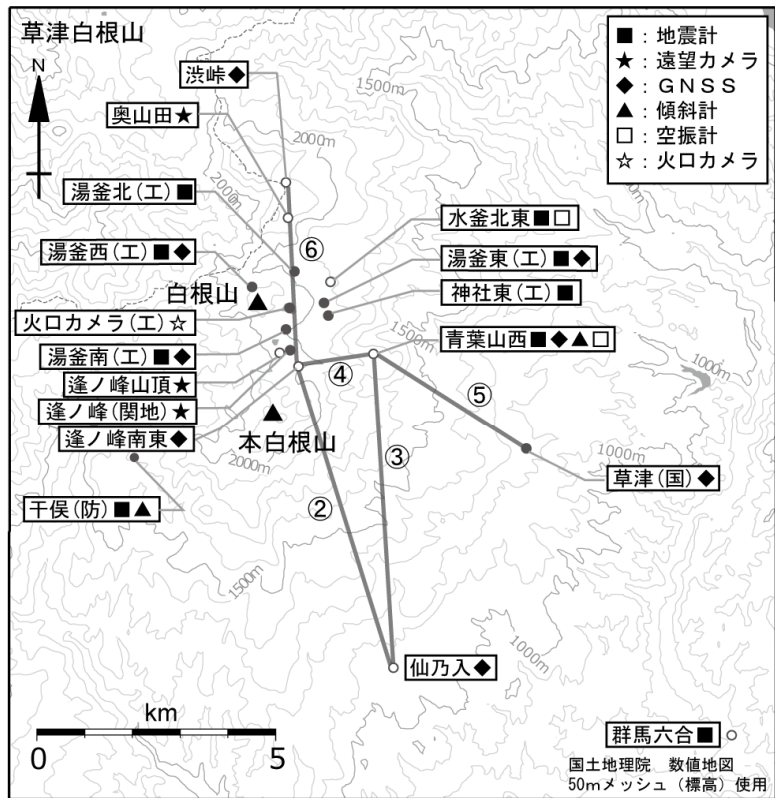 草津白根山
N
■：地震計
★：遠望カメラ
◆：ＧＮＳＳ
▲：傾斜計
□：空振計
☆：火口カメラ
渋峠◆
奥山田★
湯釜北(工)■
湯釜西(工)■◆
白根山
火口カメラ(工)☆
湯釜南(工)■◆
逢ノ峰山頂★
逢ノ峰(関地)★
逢ノ峰南東◆
本白根山
干俣(防)■▲
水釜北東■□
湯釜東(工)■◆
神社東(工)■
青葉山西■◆▲□
草津(国)◆
仙乃入◆
群馬六合■
⑥
④
⑤
③
②
1500m
2000m
2000m
1500m
1000m
1000m
2000m
1500m
1000m
km
0 5
国土地理院　数値地図
50mメッシュ（標高）使用